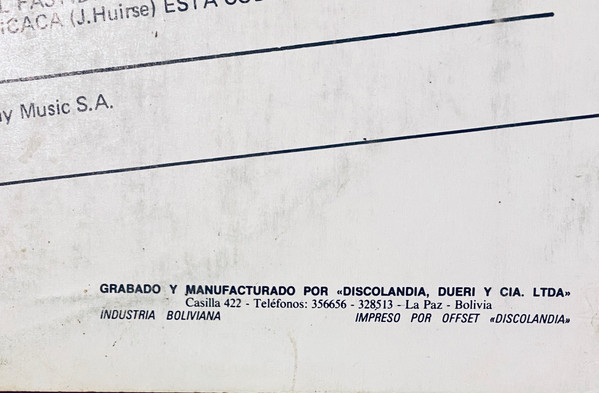 ICACA (J.Huirse) ESTA
y Music S.A.
GRABADO Y MANUFACTURADO POR «DISCOLANDIA, DUERI Y CIA. LTDA»
Casilla 422 - Teléfonos: 356656 - 328513 - La Paz - Bolivia
INDUSTRIA BOLIVIANA IMPRESO POR OFFSET «DISCOLANDIA»